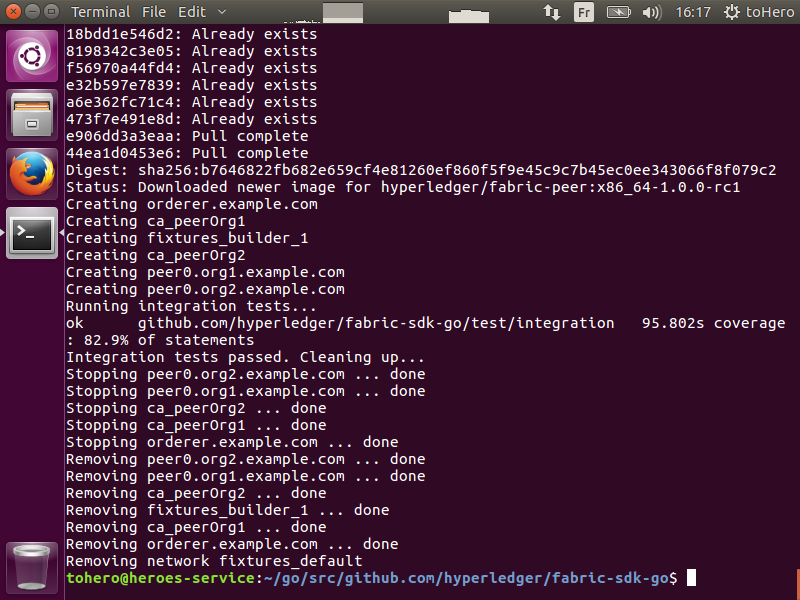 Terminal File Edit Fr 16:17 toHero
18bdd1e546d2: Already exists
8198342c3e05: Already exists
f56970a44fd4: Already exists
e32b597e7839: Already exists
a6e362fc71c4: Already exists
473f7e491e8d: Already exists
e906dd3a3eaa: Pull complete
44ea1d0453e6: Pull complete
Digest: sha256:b7646822fb682e659cf4e81260ef860f5f9e45c9c7b45ec0ee343066f8f079c2
Status: Downloaded newer image for hyperledger/fabric-peer:x86_64-1.0.0-rc1
Creating orderer.example.com
Creating ca_peerOrg1
Creating fixtures_builder_1
Creating ca_peerOrg2
Creating peer0.org1.example.com
Creating peer0.org2.example.com
Running integration tests...
ok      github.com/hyperledger/fabric-sdk-go/test/integration   95.802s coverage
: 82.9% of statements
Integration tests passed. Cleaning up...
Stopping peer0.org2.example.com ... done
Stopping peer0.org1.example.com ... done
Stopping ca_peerOrg2 ... done
Stopping ca_peerOrg1 ... done
Stopping orderer.example.com ... done
Removing peer0.org2.example.com ... done
Removing peer0.org1.example.com ... done
Removing ca_peerOrg2 ... done
Removing fixtures_builder_1 ... done
Removing ca_peerOrg1 ... done
Removing orderer.example.com ... done
Removing network fixtures_default
tohero@heroes-service:~/go/src/github.com/hyperledger/fabric-sdk-go$